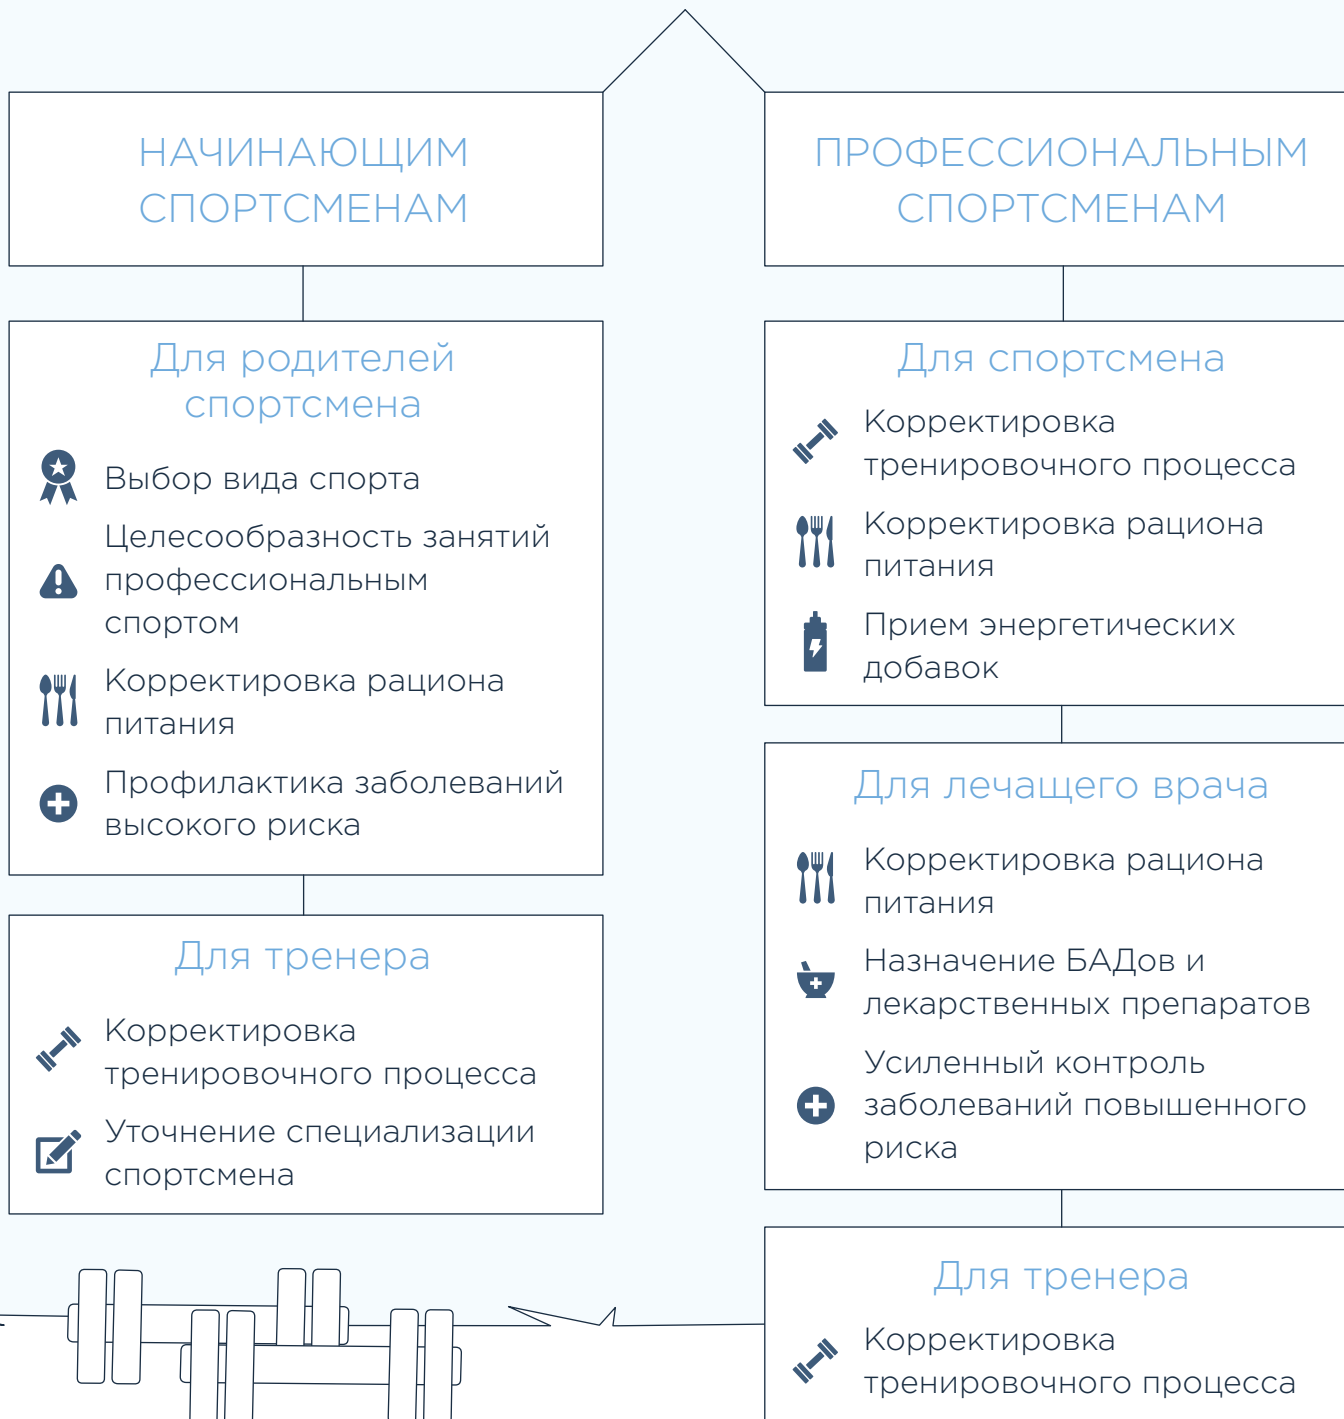 НАЧИНАЮЩИМ
СПОРТСМЕНАМ
Для родителей
спортсмена
Выбор вида спорта
Целесообразность занятий
профессиональным
спортом
Корректировка рациона
питания
Профилактика заболеваний
высокого риска
Для тренера
Корректировка
тренировочного процесса
Уточнение специализации
спортсмена
ПРОФЕССИОНАЛЬНЫМ
СПОРТСМЕНАМ
Для спортсмена
Корректировка
тренировочного процесса
Корректировка рациона
питания
Прием энергетических
добавок
Для лечащего врача
Корректировка рациона
питания
Назначение БАДов и
лекарственных препаратов
Усиленный контроль
заболеваний повышенного
риска
Для тренера
Корректировка
тренировочного процесса